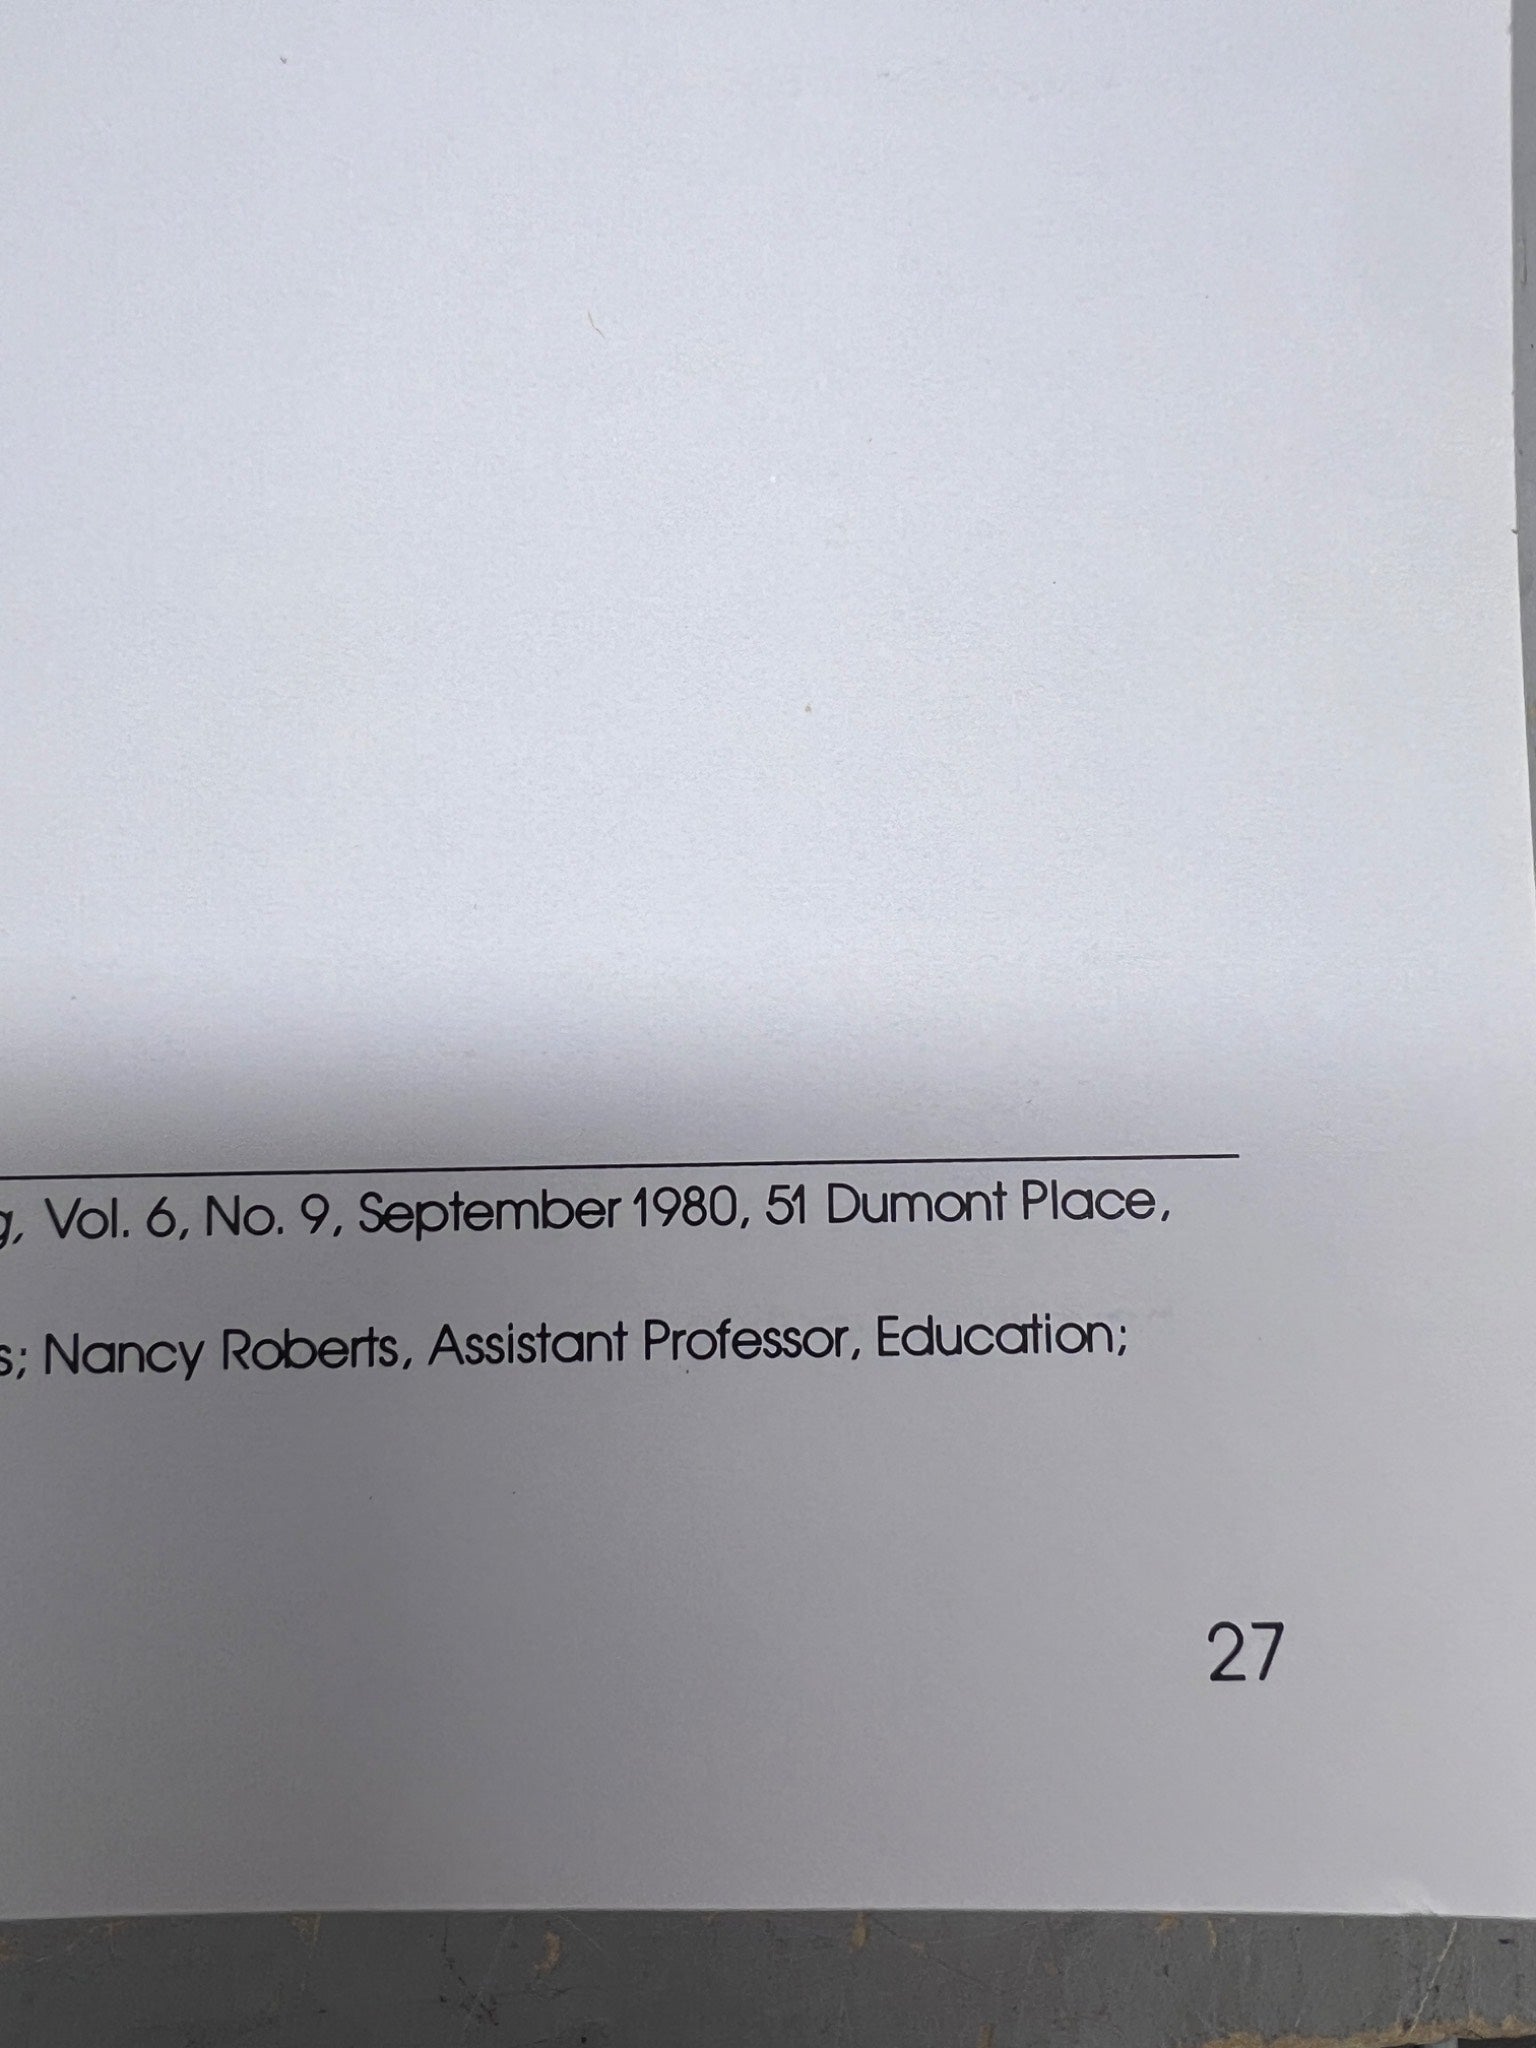 , Vol. 6, No. 9, September 1980, 51 Dumont Place,
s; Nancy Roberts, Assistant Professor, Education;
27